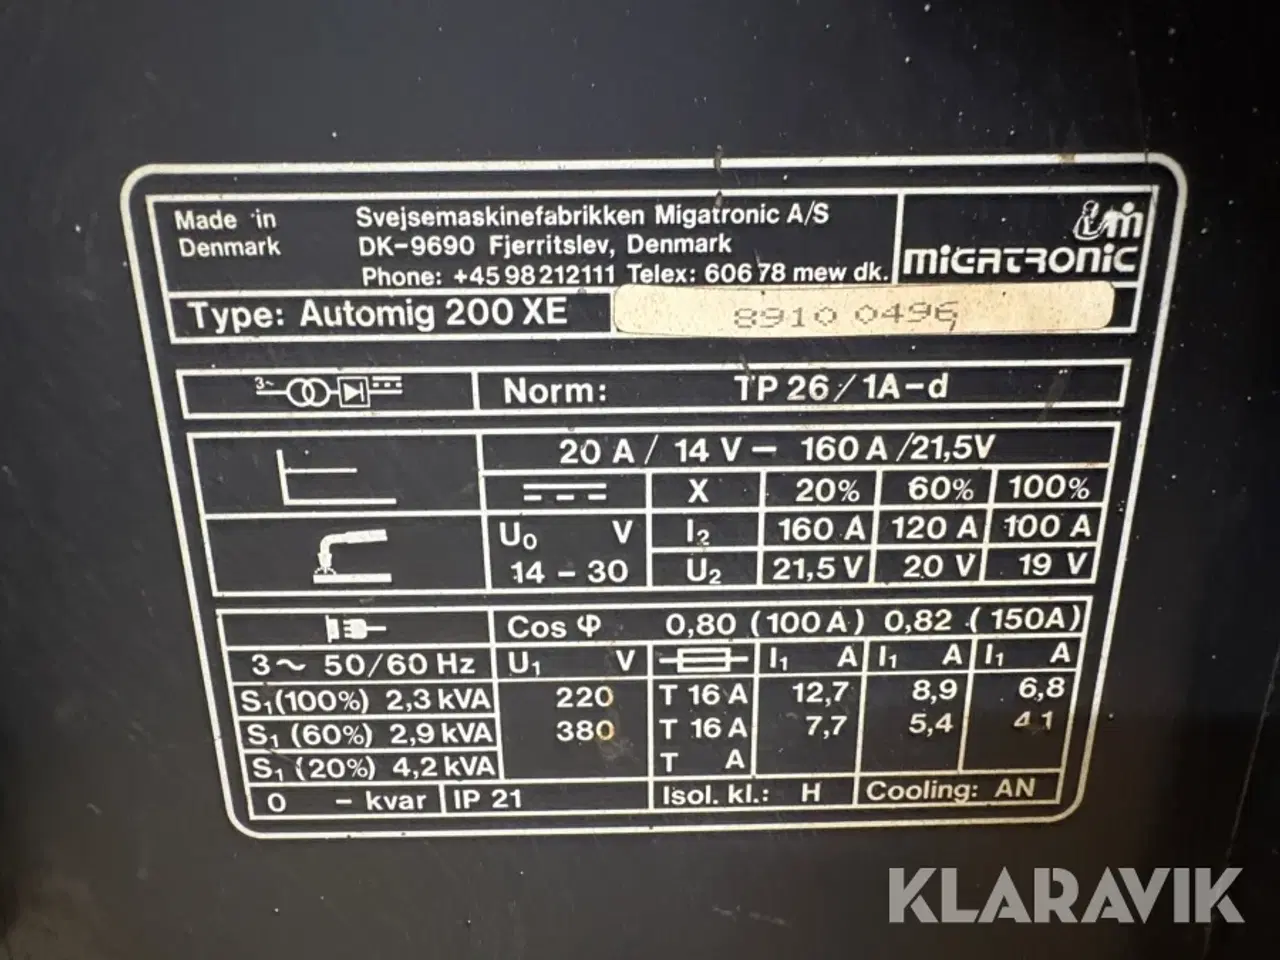 Made in Svejsemaskinefabrikken Migatronic A/S
Denmark DK-9690 Fjerritslev, Denmark
Phone: +45 98 212111 Telex: 606 78 mew dk.
MIGATRONIC
Type: Automig 200 XE 8910 0496
3~ Norm: TP 26/1A-d
20 A/ 14 V – 160 A/21,5V
X 20% 60% 100%
U₀ V I₂ 160 A 120 A 100 A
14 – 30 U₂ 21,5 V 20 V 19 V
Cos φ 0,80 (100 A) 0,82 (150A)
3~ 50/60 Hz U₁ V I₁ A I₁ A I₁ A
S₁(100%) 2,3 kVA 220 T 16 A 12,7 8,9 6,8
S₁ (60%) 2,9 kVA 380 T 16 A 7,7 5,4 4,1
S₁ (20%) 4,2 kVA T A
0 – kvar IP 21 Isol. kl.: H Cooling: AN
KLARAVIK